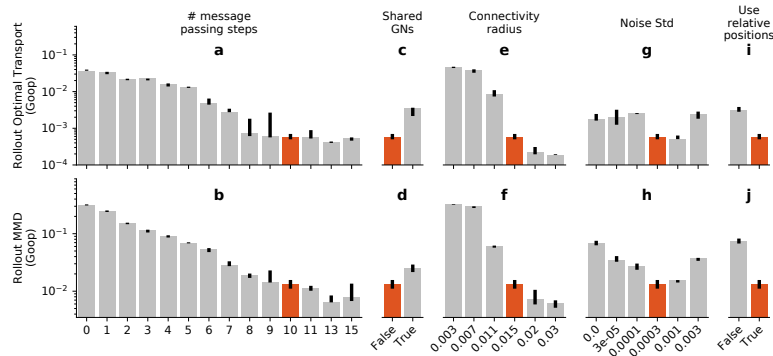 # message
passing steps
Shared
GNs
Connectivity
radius
Noise Std
Use
relative
positions
a
c
e
g
i
Rollout Optimal Transport
(Goop)
10⁻¹
10⁻²
10⁻³
10⁻⁴
b
d
f
h
j
Rollout MMD
(Goop)
10⁻¹
10⁻²
0 1 2 3 4 5 6 7 8 9 10 11 13 15
False True
0.003 0.007 0.011 0.015 0.02 0.03
0.0 3e-05 0.0001 0.0003 0.001 0.003
False True